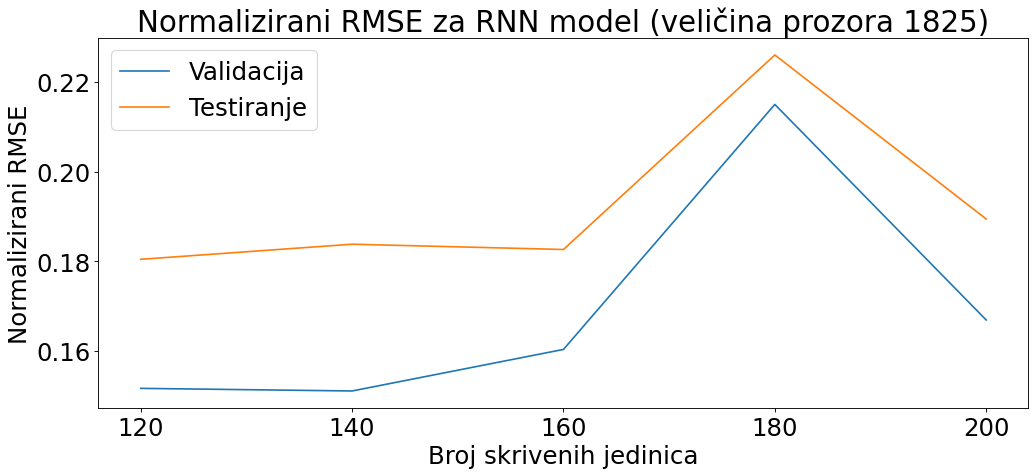 Normalizirani RMSE za RNN model (veličina prozora 1825)
Validacija
Testiranje
Normalizirani RMSE
0.22
0.20
0.18
0.16
120 140 160 180 200
Broj skrivenih jedinica